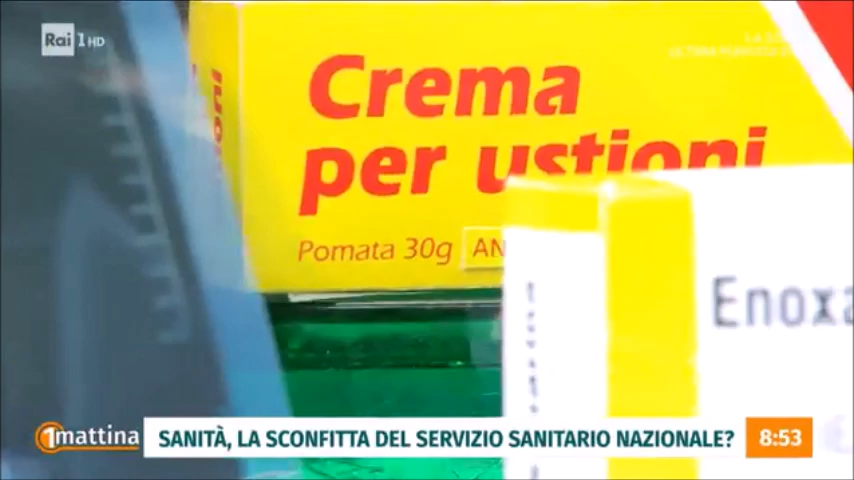 Rai 1 HD
Crema
per ustioni
Pomata 30g AN
Enoxa
1mattina SANITÀ, LA SCONFITTA DEL SERVIZIO SANITARIO NAZIONALE? 8:53